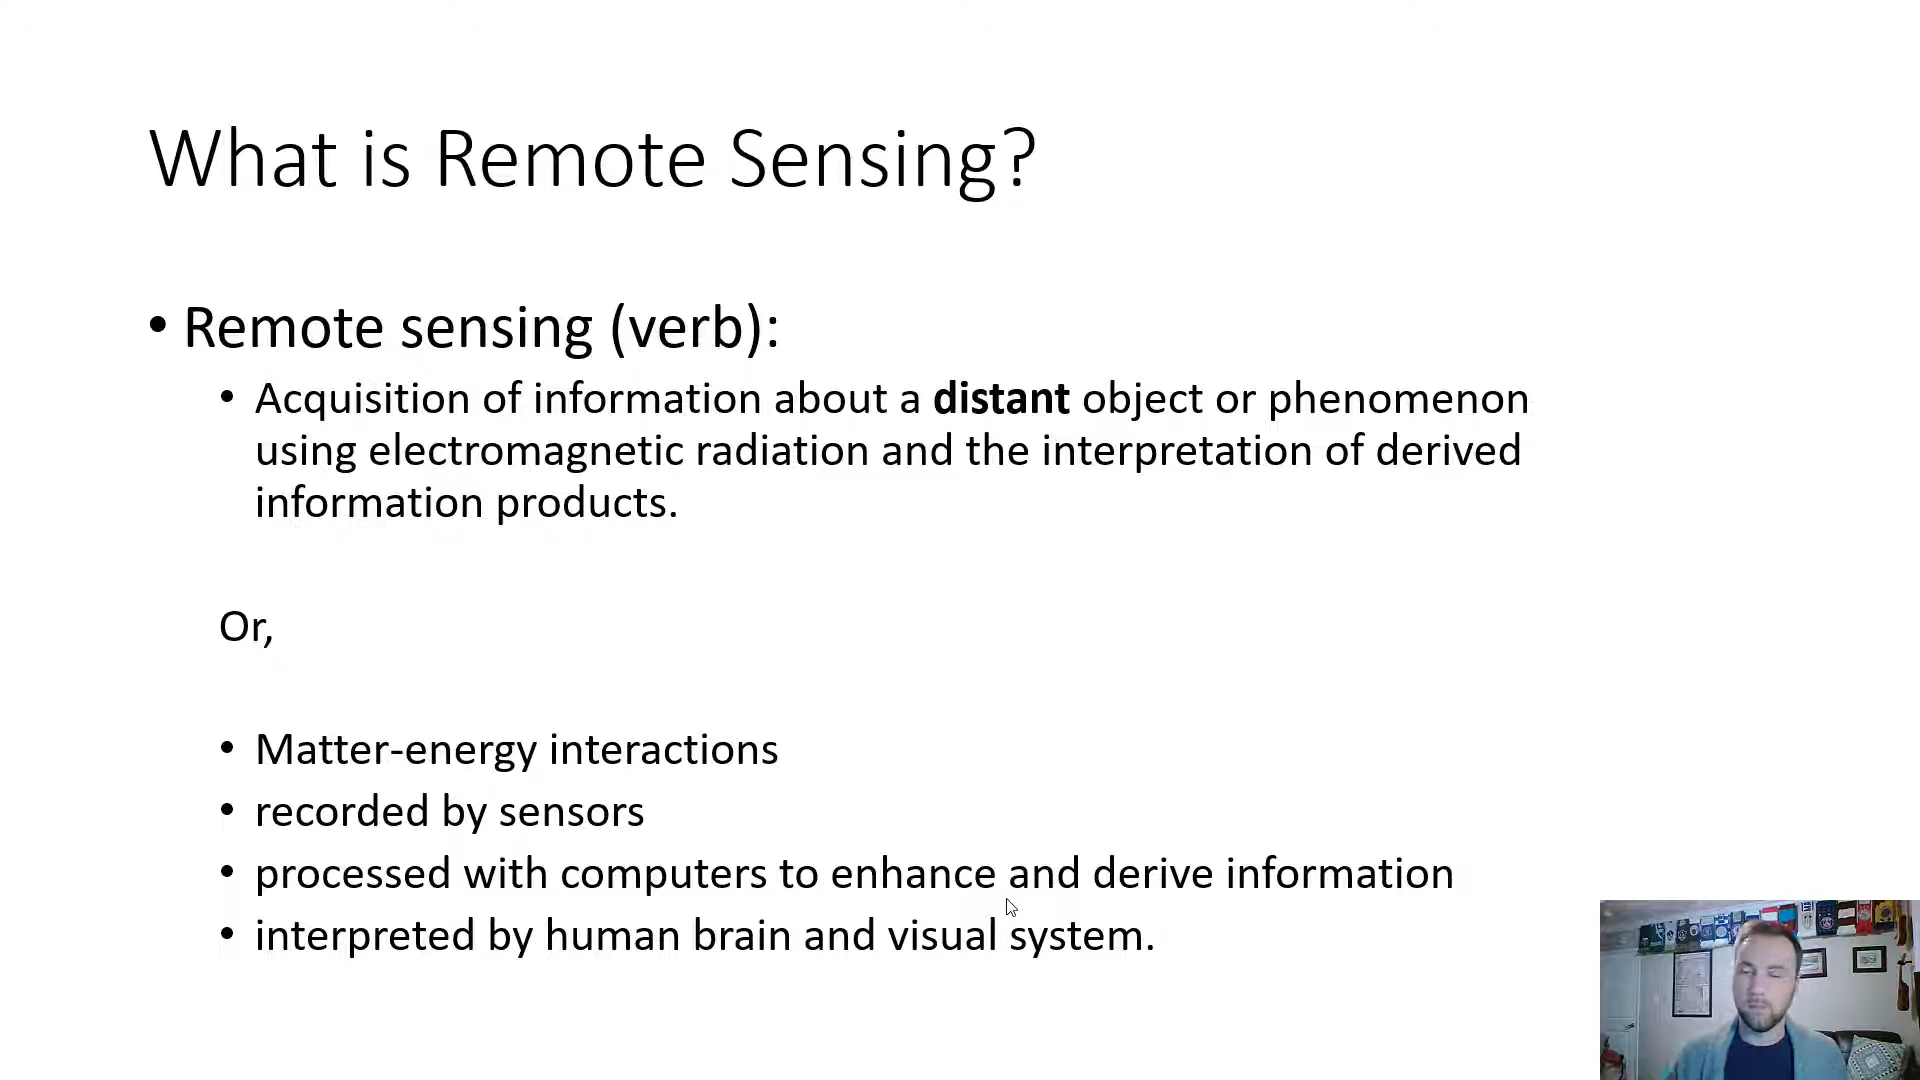 What is Remote Sensing?
• Remote sensing (verb):
• Acquisition of information about a distant object or phenomenon
using electromagnetic radiation and the interpretation of derived
information products.
Or,
• Matter-energy interactions
• recorded by sensors
• processed with computers to enhance and derive information
• interpreted by human brain and visual system.